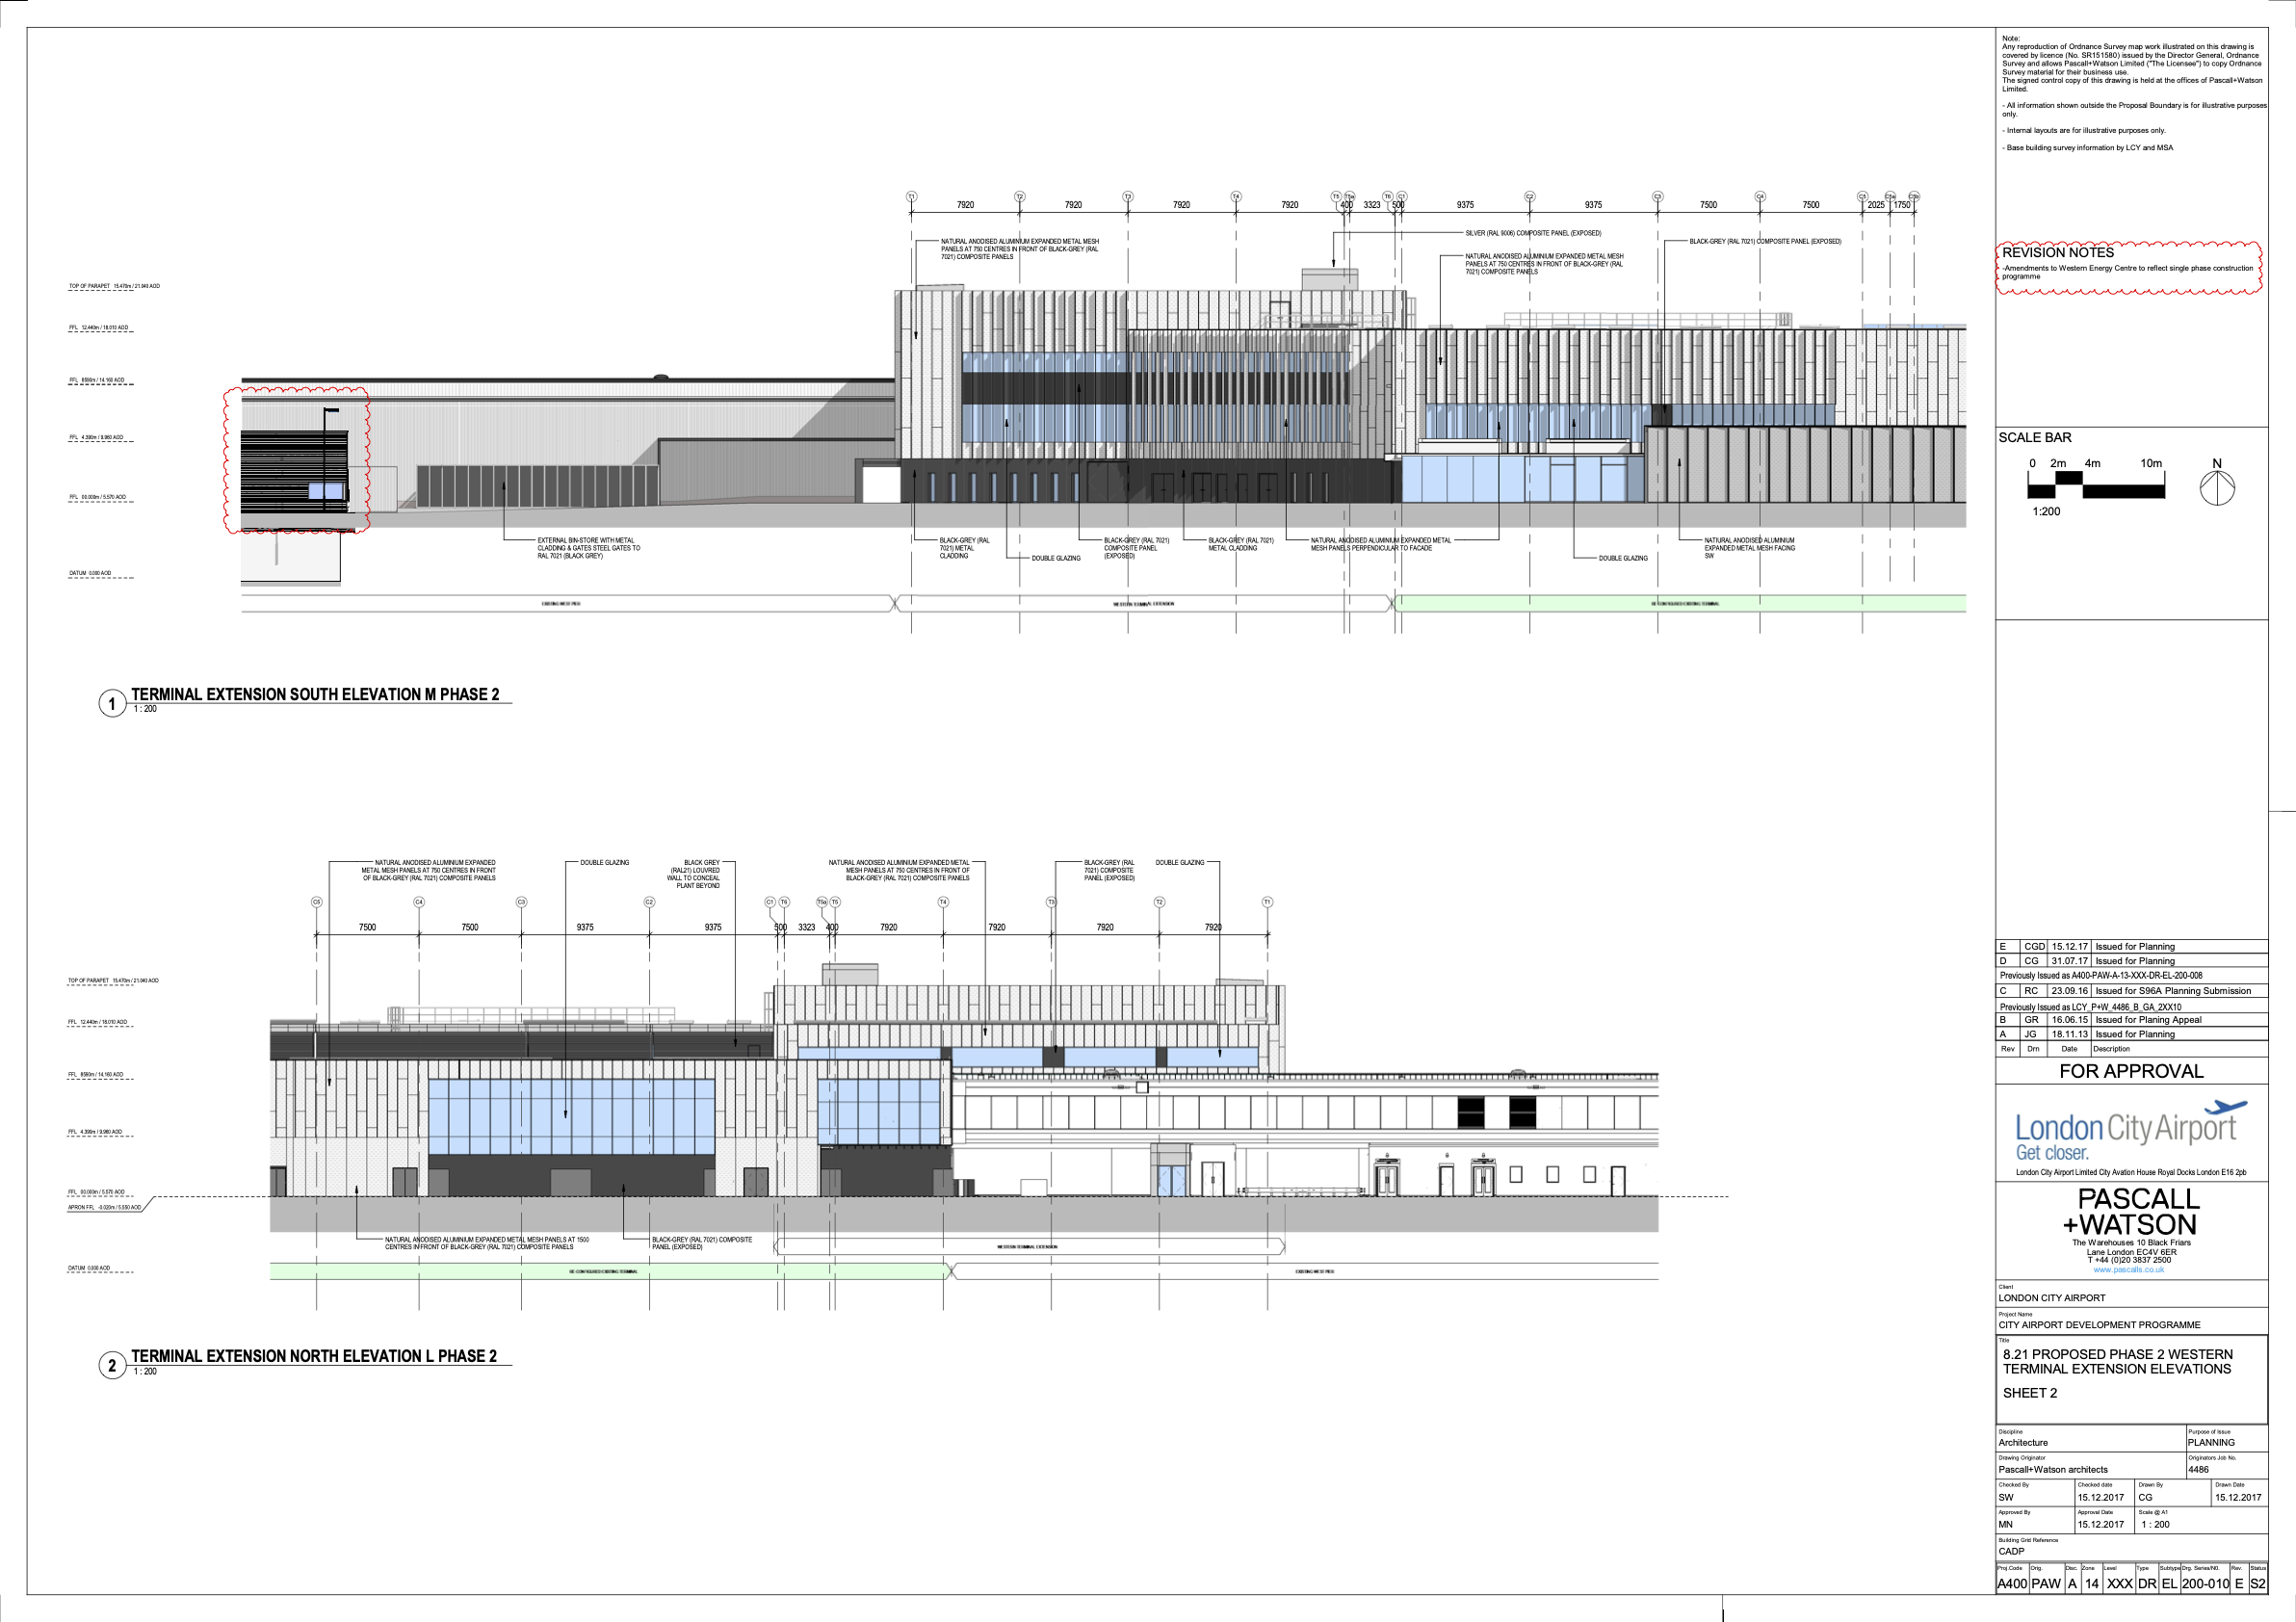 Note:
Any reproduction of Ordnance Survey map work illustrated on this drawing is
covered by licence (No. SR151580) issued by the Director General, Ordnance
Survey and allows Pascall+Watson Limited ("The Licensee") to copy Ordnance
Survey material for their business use.
The signed control copy of this drawing is held at the offices of Pascall+Watson
Limited.
- All information shown outside the Proposal Boundary is for illustrative purposes
only.
- Internal layouts are for illustrative purposes only.
- Base building survey information by LCY and MSA
REVISION NOTES
-Amendments to Western Energy Centre to reflect single phase construction
programme
SCALE BAR
0 2m 4m 10m N
1:200
T1 T2 T3 T4 T5 T5a T6 C1 C2 C3 C4 C5
7920 7920 7920 7920 400 3323 500 9375 9375 7500 7500 2025 1750
NATURAL ANODISED ALUMINIUM EXPANDED METAL MESH
PANELS AT 750 CENTRES IN FRONT OF BLACK-GREY (RAL
7021) COMPOSITE PANELS
SILVER (RAL 9006) COMPOSITE PANEL (EXPOSED)
NATURAL ANODISED ALUMINIUM EXPANDED METAL MESH
PANELS AT 750 CENTRES IN FRONT OF BLACK-GREY (RAL
7021) COMPOSITE PANELS
BLACK-GREY (RAL 7021) COMPOSITE PANEL (EXPOSED)
TOP OF PARAPET 15.470m / 21.040 AOD
FFL 12.440m / 18.010 AOD
FFL 8590m / 14.160 AOD
FFL 4.390m / 9.960 AOD
FFL 00.000m / 5.570 AOD
DATUM 0.000 AOD
EXTERNAL BIN-STORE WITH METAL
CLADDING & GATES STEEL GATES TO
RAL 7021 (BLACK GREY)
BLACK-GREY (RAL
7021) METAL
CLADDING
DOUBLE GLAZING
BLACK-GREY (RAL 7021)
COMPOSITE PANEL
(EXPOSED)
BLACK-GREY (RAL 7021)
METAL CLADDING
NATURAL ANODISED ALUMINIUM EXPANDED METAL
MESH PANELS PERPENDICULAR TO FACADE
DOUBLE GLAZING
NATURAL ANODISED ALUMINIUM
EXPANDED METAL MESH FACING
SW
EXISTING WEST PIER
WESTERN TERMINAL EXTENSION
RE-CONFIGURED EXISTING TERMINAL
1 TERMINAL EXTENSION SOUTH ELEVATION M PHASE 2
1 : 200
NATURAL ANODISED ALUMINIUM EXPANDED
METAL MESH PANELS AT 750 CENTRES IN FRONT
OF BLACK-GREY (RAL 7021) COMPOSITE PANELS
DOUBLE GLAZING
BLACK GREY
(RAL21) LOUVRED
WALL TO CONCEAL
PLANT BEYOND
NATURAL ANODISED ALUMINIUM EXPANDED METAL
MESH PANELS AT 750 CENTRES IN FRONT OF
BLACK-GREY (RAL 7021) COMPOSITE PANELS
BLACK-GREY (RAL
7021) COMPOSITE
PANEL (EXPOSED)
DOUBLE GLAZING
C5 C4 C3 C2 C1 T6 T5a T5 T4 T3 T2 T1
7500 7500 9375 9375 500 3323 400 7920 7920 7920 7920
TOP OF PARAPET 15.470m / 21.040 AOD
FFL 12.440m / 18.010 AOD
FFL 8590m / 14.160 AOD
FFL 4.390m / 9.960 AOD
FFL 00.000m / 5.570 AOD
APRON FFL -0.020m / 5.550 AOD
DATUM 0.000 AOD
NATURAL ANODISED ALUMINIUM EXPANDED METAL MESH PANELS AT 1500
CENTRES IN FRONT OF BLACK-GREY (RAL 7021) COMPOSITE PANELS
BLACK-GREY (RAL 7021) COMPOSITE
PANEL (EXPOSED)
WESTERN TERMINAL EXTENSION
RE-CONFIGURED EXISTING TERMINAL
EXISTING WEST PIER
2 TERMINAL EXTENSION NORTH ELEVATION L PHASE 2
1 : 200
E CGD 15.12.17 Issued for Planning
D CG 31.07.17 Issued for Planning
Previously Issued as A400-PAW-A-13-XXX-DR-EL-200-008
C RC 23.09.16 Issued for S96A Planning Submission
Previously Issued as LCY_P+W_4486_B_GA_2XX10
B GR 16.06.15 Issued for Planing Appeal
A JG 18.11.13 Issued for Planning
Rev Drn Date Description
FOR APPROVAL
London City Airport
Get closer.
London City Airport Limited City Avation House Royal Docks London E16 2pb
PASCALL
+WATSON
The Warehouses 10 Black Friars
Lane London EC4V 6ER
T +44 (0)20 3837 2500
www.pascalls.co.uk
Client
LONDON CITY AIRPORT
Project Name
CITY AIRPORT DEVELOPMENT PROGRAMME
Title
8.21 PROPOSED PHASE 2 WESTERN
TERMINAL EXTENSION ELEVATIONS
SHEET 2
Discipline Purpose of Issue
Architecture PLANNING
Drawing Originator Originators Job No.
Pascall+Watson architects 4486
Checked By Checked date Drawn By Drawn Date
SW 15.12.2017 CG 15.12.2017
Approved By Approval Date Scale @ A1
MN 15.12.2017 1 : 200
Building Grid Reference
CADP
Proj.Code Orig. Disc. Zone Level Type Subtype Drg. Series/N0. Rev. Status
A400 PAW A 14 XXX DR EL 200-010 E S2